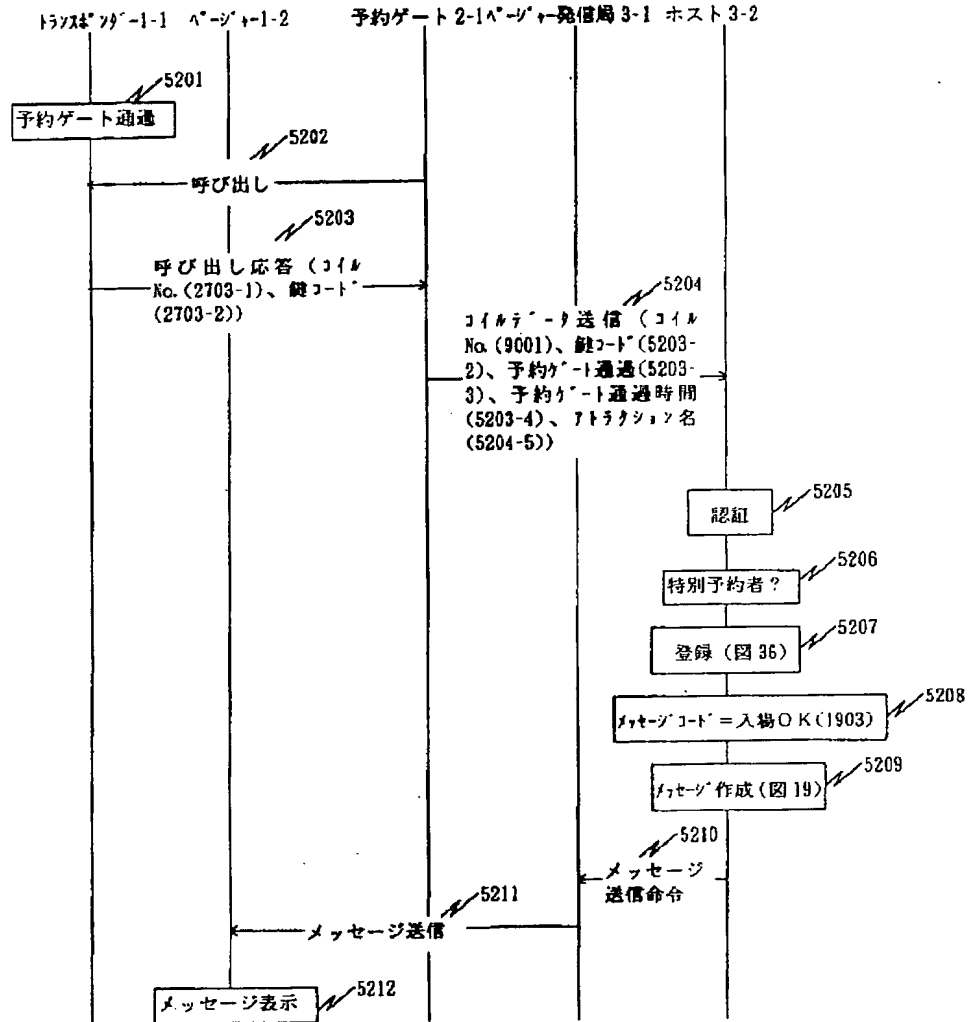 トランスポンダー1-1 ページャー1-2 予約ゲート2-1 ページャー発信局3-1 ホスト3-2
5201
予約ゲート通過
5202
呼び出し
5203
呼び出し応答（コイル
No.(2703-1)、鍵コード
(2703-2))
5204
コイルデータ送信（コイル
No.(9001)、鍵コード(5203-
2)、予約ゲート通過(5203-
3)、予約ゲート通過時間
(5203-4)、アトラクション名
(5204-5))
5205
認証
5206
特別予約者？
5207
登録（図36）
5208
メッセージコード＝入場OK(1903)
5209
メッセージ作成(図19)
5210
メッセージ
送信命令
5211
メッセージ送信
5212
メッセージ表示